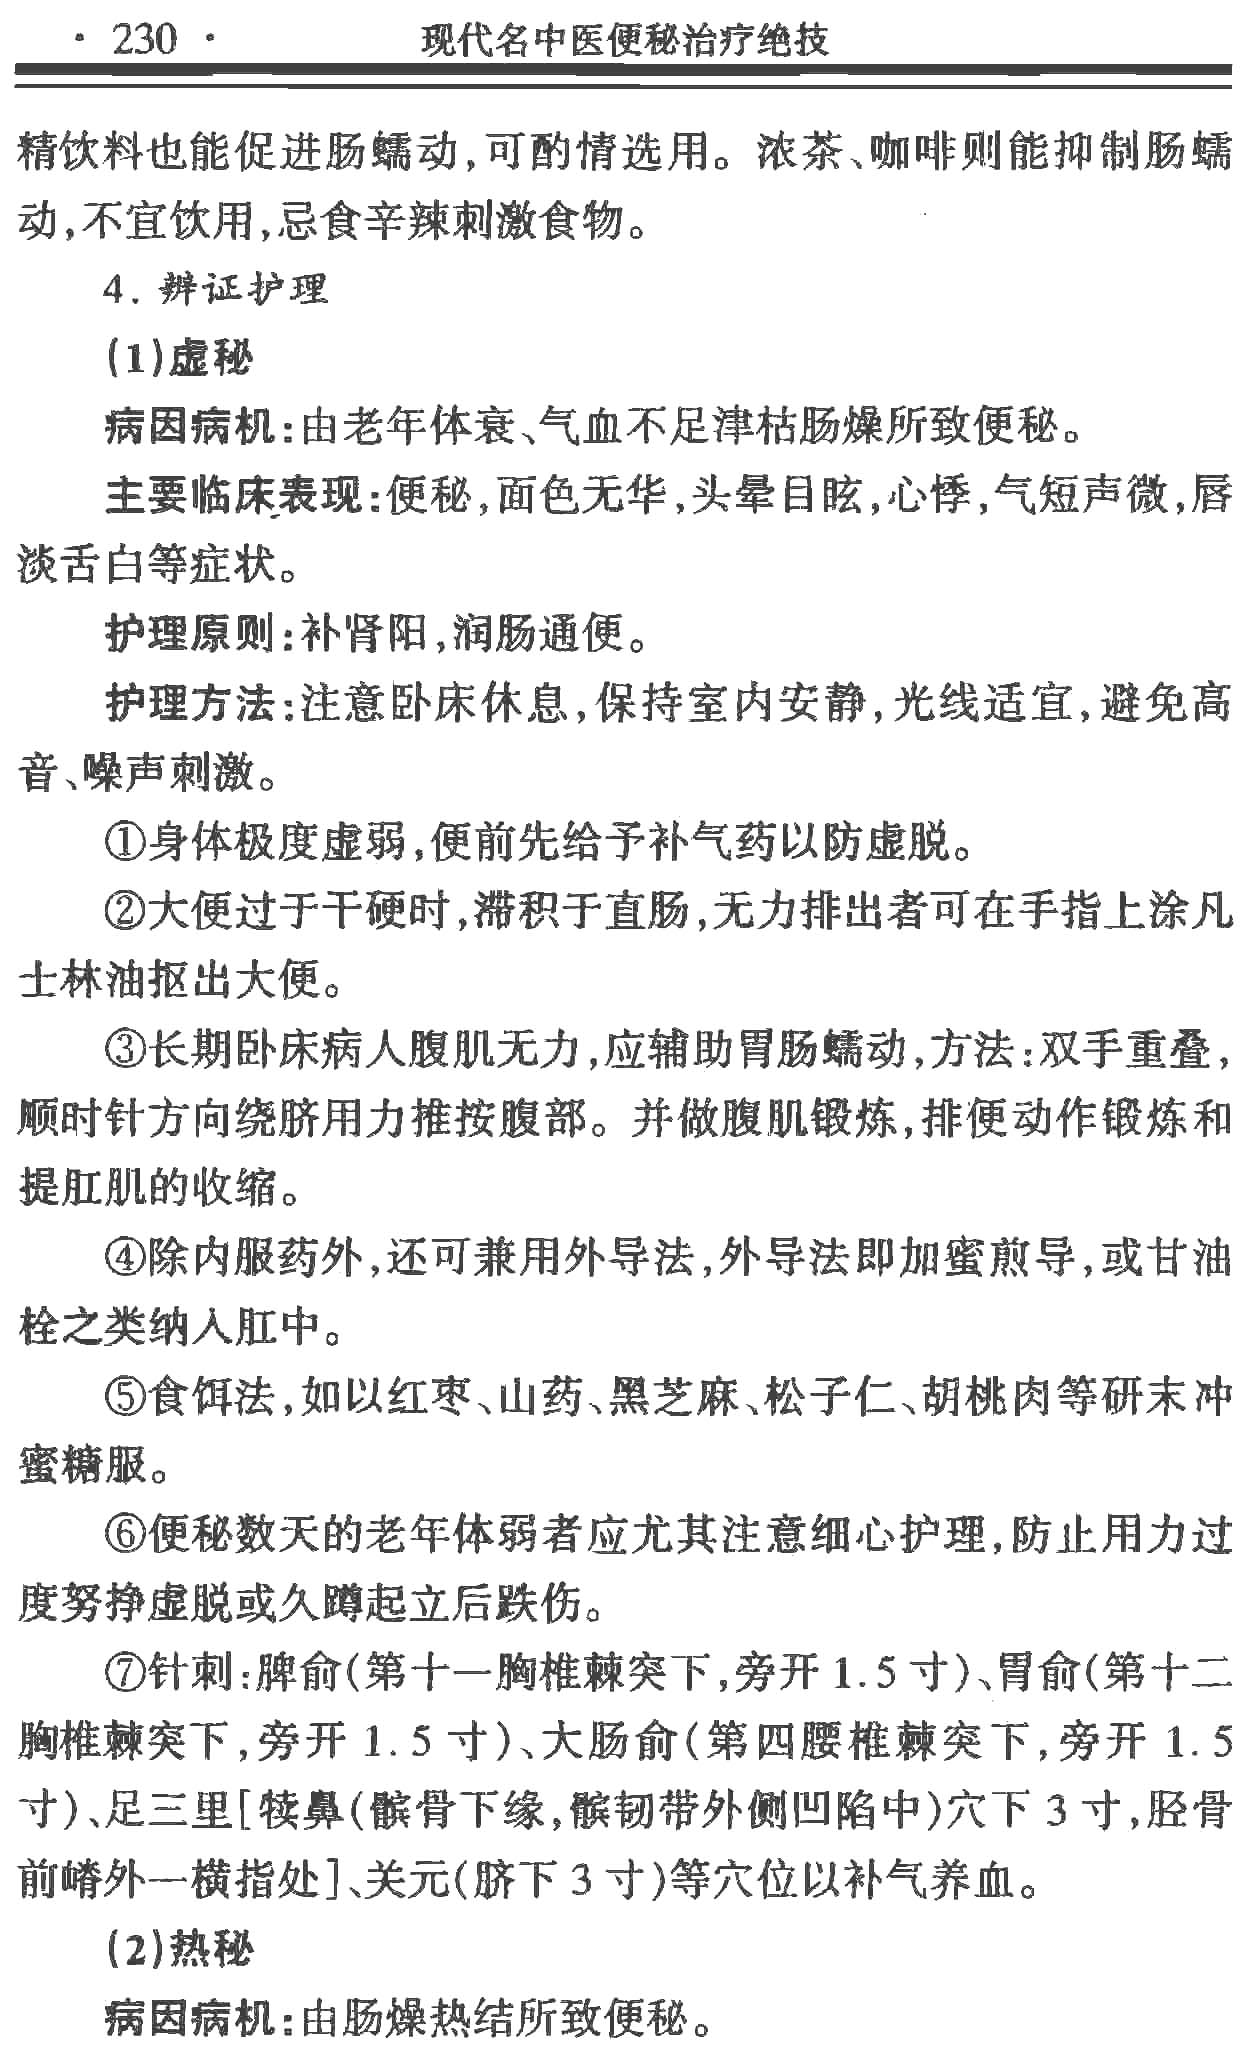 · 230 · 现代名中医便秘治疗绝技
精饮料也能促进肠蠕动,可酌情选用。浓茶、咖啡则能抑制肠蠕
动,不宜饮用,忌食辛辣刺激食物。
4. 辨证护理
(1)虚秘
病因病机:由老年体衰、气血不足津枯肠燥所致便秘。
主要临床表现:便秘,面色无华,头晕目眩,心悸,气短声微,唇
淡舌白等症状。
护理原则:补肾阳,润肠通便。
护理方法:注意卧床休息,保持室内安静,光线适宜,避免高
音、噪声刺激。
①身体极度虚弱,便前先给予补气药以防虚脱。
②大便过于干硬时,滞积于直肠,无力排出者可在手指上涂凡
士林油抠出大便。
③长期卧床病人腹肌无力,应辅助胃肠蠕动,方法:双手重叠,
顺时针方向绕脐用力推按腹部。并做腹肌锻炼,排便动作锻炼和
提肛肌的收缩。
④除内服药外,还可兼用外导法,外导法即加蜜煎导,或甘油
栓之类纳入肛中。
⑤食饵法,如以红枣、山药、黑芝麻、松子仁、胡桃肉等研末冲
蜜糖服。
⑥便秘数天的老年体弱者应尤其注意细心护理,防止用力过
度努挣虚脱或久蹲起立后跌伤。
⑦针刺:脾俞(第十一胸椎棘突下,旁开 1.5 寸)、胃俞(第十二
胸椎棘突下,旁开 1.5 寸)、大肠俞(第四腰椎棘突下,旁开 1.5
寸)、足三里[犊鼻(髌骨下缘,髌韧带外侧凹陷中)穴下 3 寸,胫骨
前嵴外一横指处]、关元(脐下 3 寸)等穴位以补气养血。
(2)热秘
病因病机:由肠燥热结所致便秘。